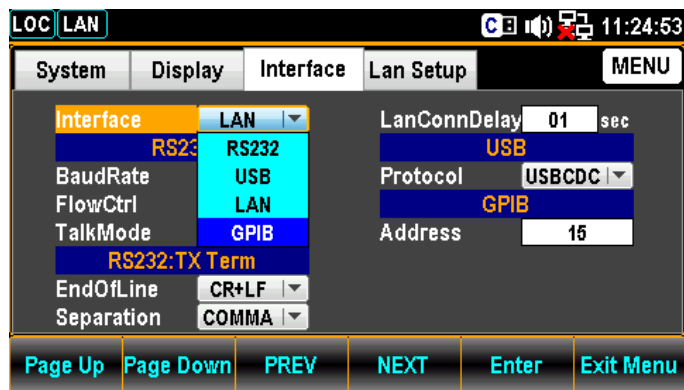 LOC LAN C 11:24:53
System Display Interface Lan Setup MENU
Interface LAN LanConnDelay 01 sec
RS23 RS232 USB
BaudRate USB Protocol USBCDC
FlowCtrl LAN GPIB
TalkMode GPIB Address 15
RS232:TX Term
EndOfLine CR+LF
Separation COMMA
Page Up Page Down PREV NEXT Enter Exit Menu